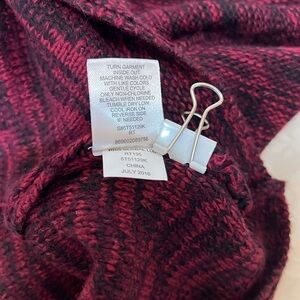 TURN GARMENT
INSIDE OUT
MACHINE WASH COLD
WITH LIKE COLORS
GENTLE CYCLE
ONLY NON-CHLORINE
BLEACH WHEN NEEDED
TUMBLE DRY LOW
COOL IRON ON
REVERSE SIDE
IF NEEDED
RT
CHINA
JULY 2016